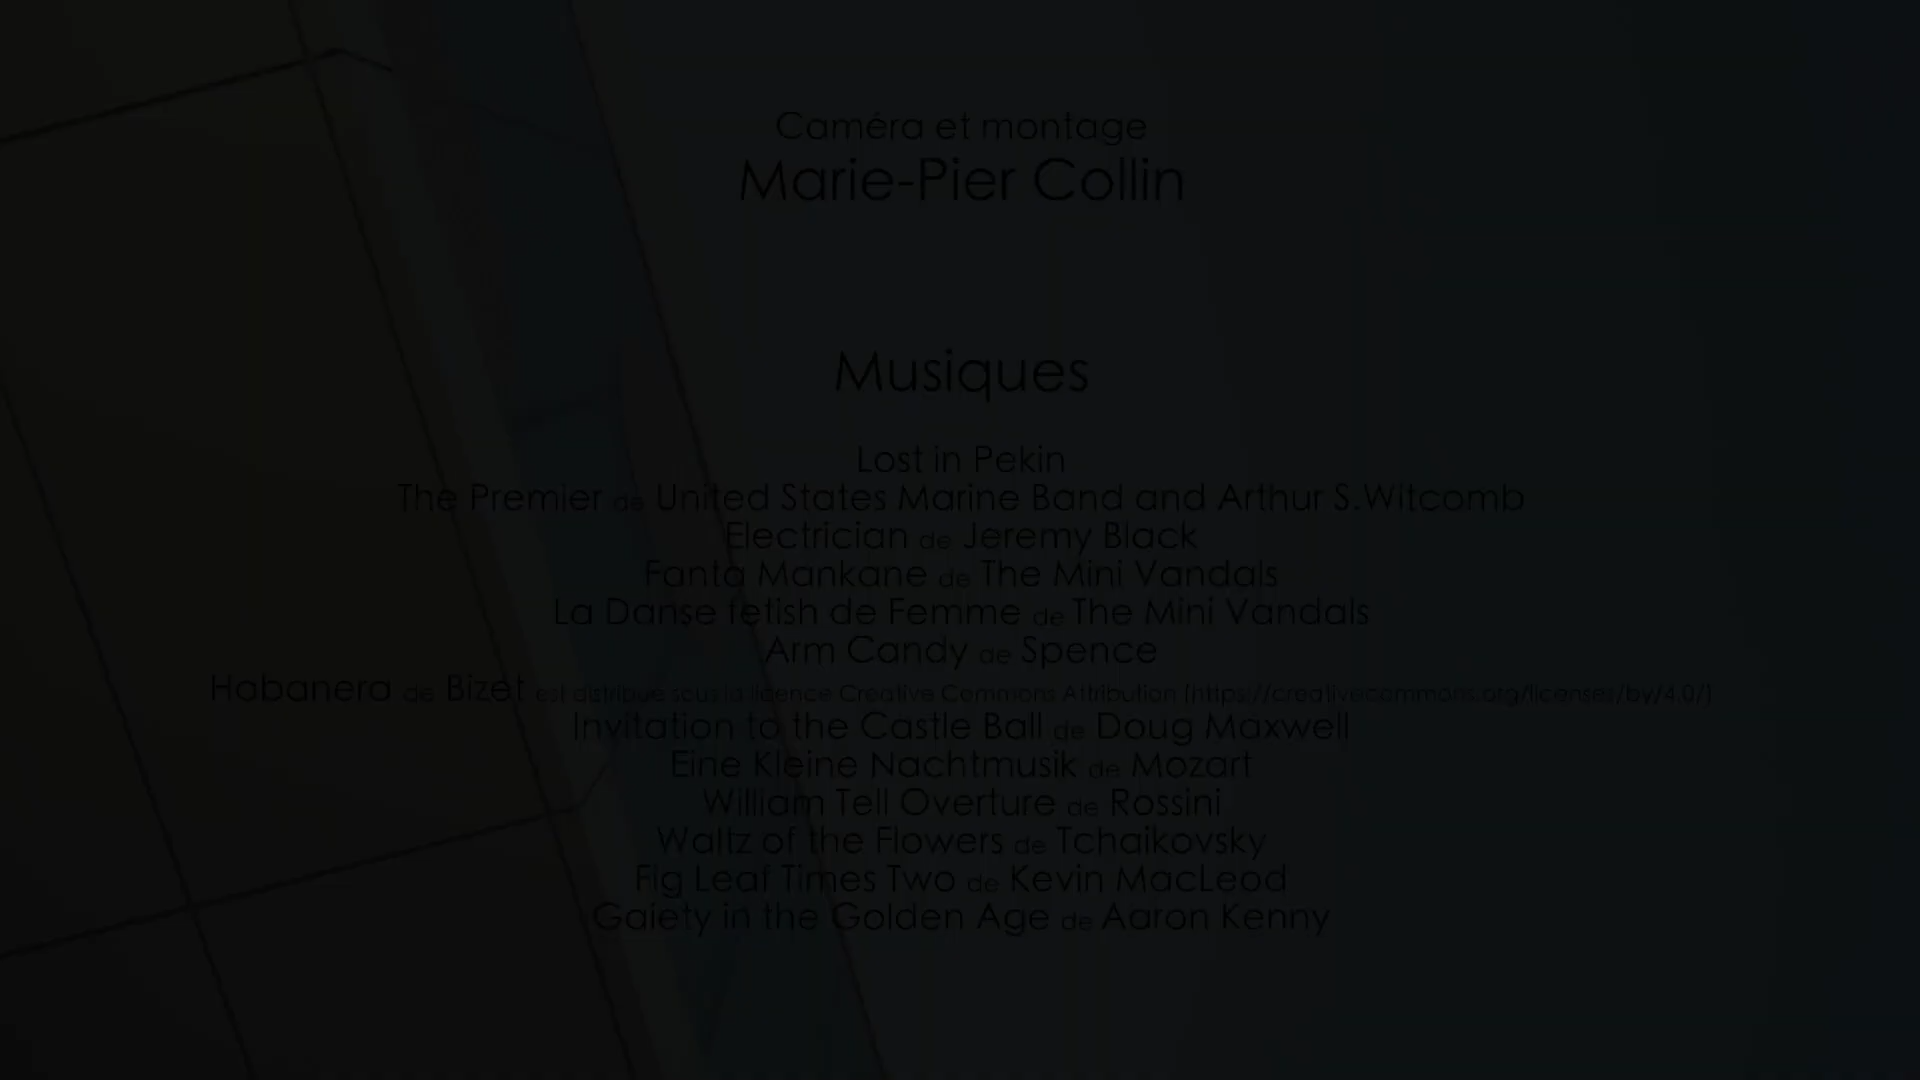 Caméra et montage
Marie-Pier Collin
Musiques
Lost in Pekin
The Premier de United States Marine Band and Arthur S.Witcomb
Electrician de Jeremy Black
Fanta Mankane de The Mini Vandals
La Danse fetish de Femme de The Mini Vandals
Arm Candy de Spence
Habanera de Bizet est distribué sous la licence Creative Commons Attribution (https://creativecommons.org/licenses/by/4.0/)
Invitation to the Castle Ball de Doug Maxwell
Eine Kleine Nachtmusik de Mozart
William Tell Overture de Rossini
Waltz of the Flowers de Tchaikovsky
Fig Leaf Times Two de Kevin MacLeod
Gaiety in the Golden Age de Aaron Kenny